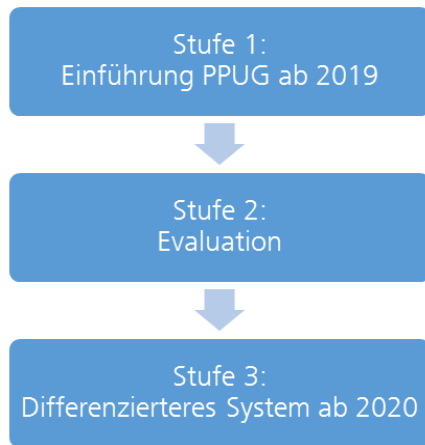 Stufe 1:
Einführung PPUG ab 2019
Stufe 2:
Evaluation
Stufe 3:
Differenzierteres System ab 2020